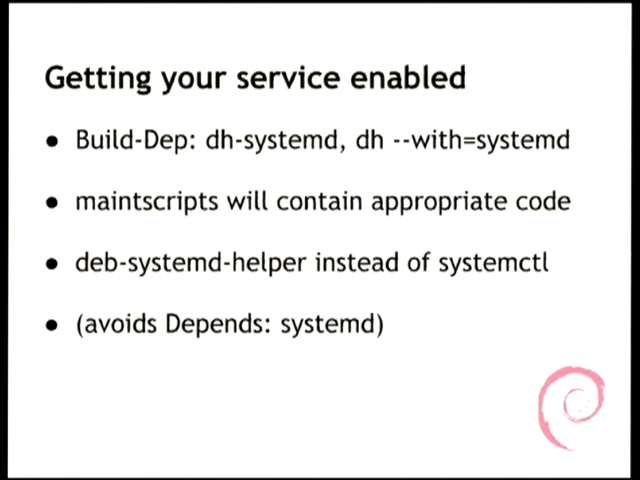 Getting your service enabled
● Build-Dep: dh-systemd, dh --with=systemd
● maintscripts will contain appropriate code
● deb-systemd-helper instead of systemctl
● (avoids Depends: systemd)